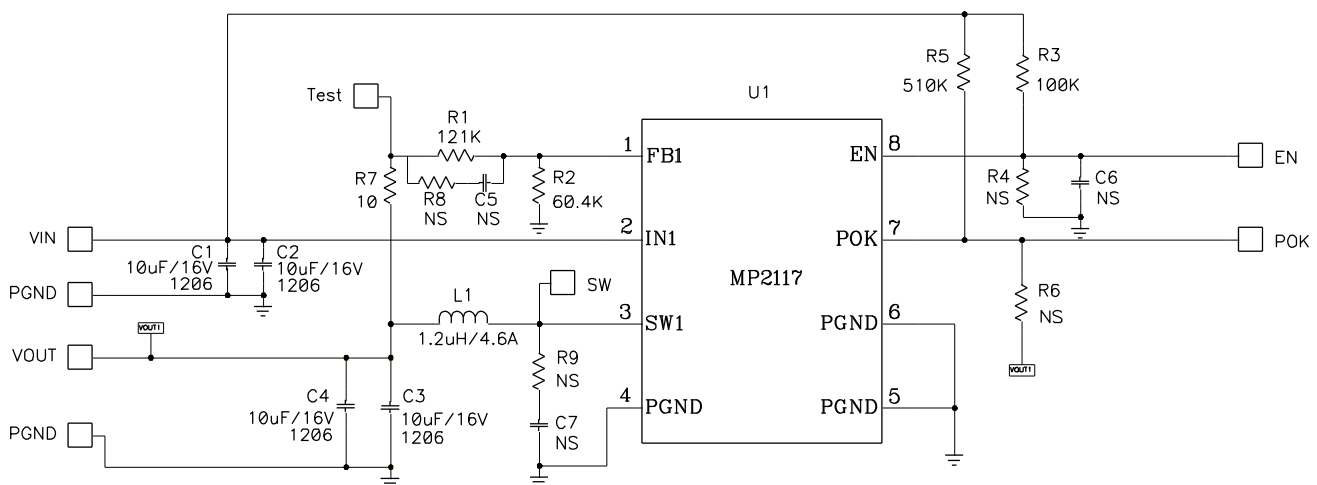 R5
510K
R3
100K
Test
U1
R1
121K
1
FB1
EN
8
EN
R7
10
R8
NS
C5
NS
R2
60.4K
R4
NS
C6
NS
VIN
2
IN1
POK
7
POK
C1
10uF/16V
1206
C2
10uF/16V
1206
MP2117
PGND
SW
R6
NS
L1
1.2uH/4.6A
3
SW1
PGND
6
VOUT1
VOUT
R9
NS
VOUT1
C4
10uF/16V
1206
C3
10uF/16V
1206
4
PGND
PGND
5
C7
NS
PGND